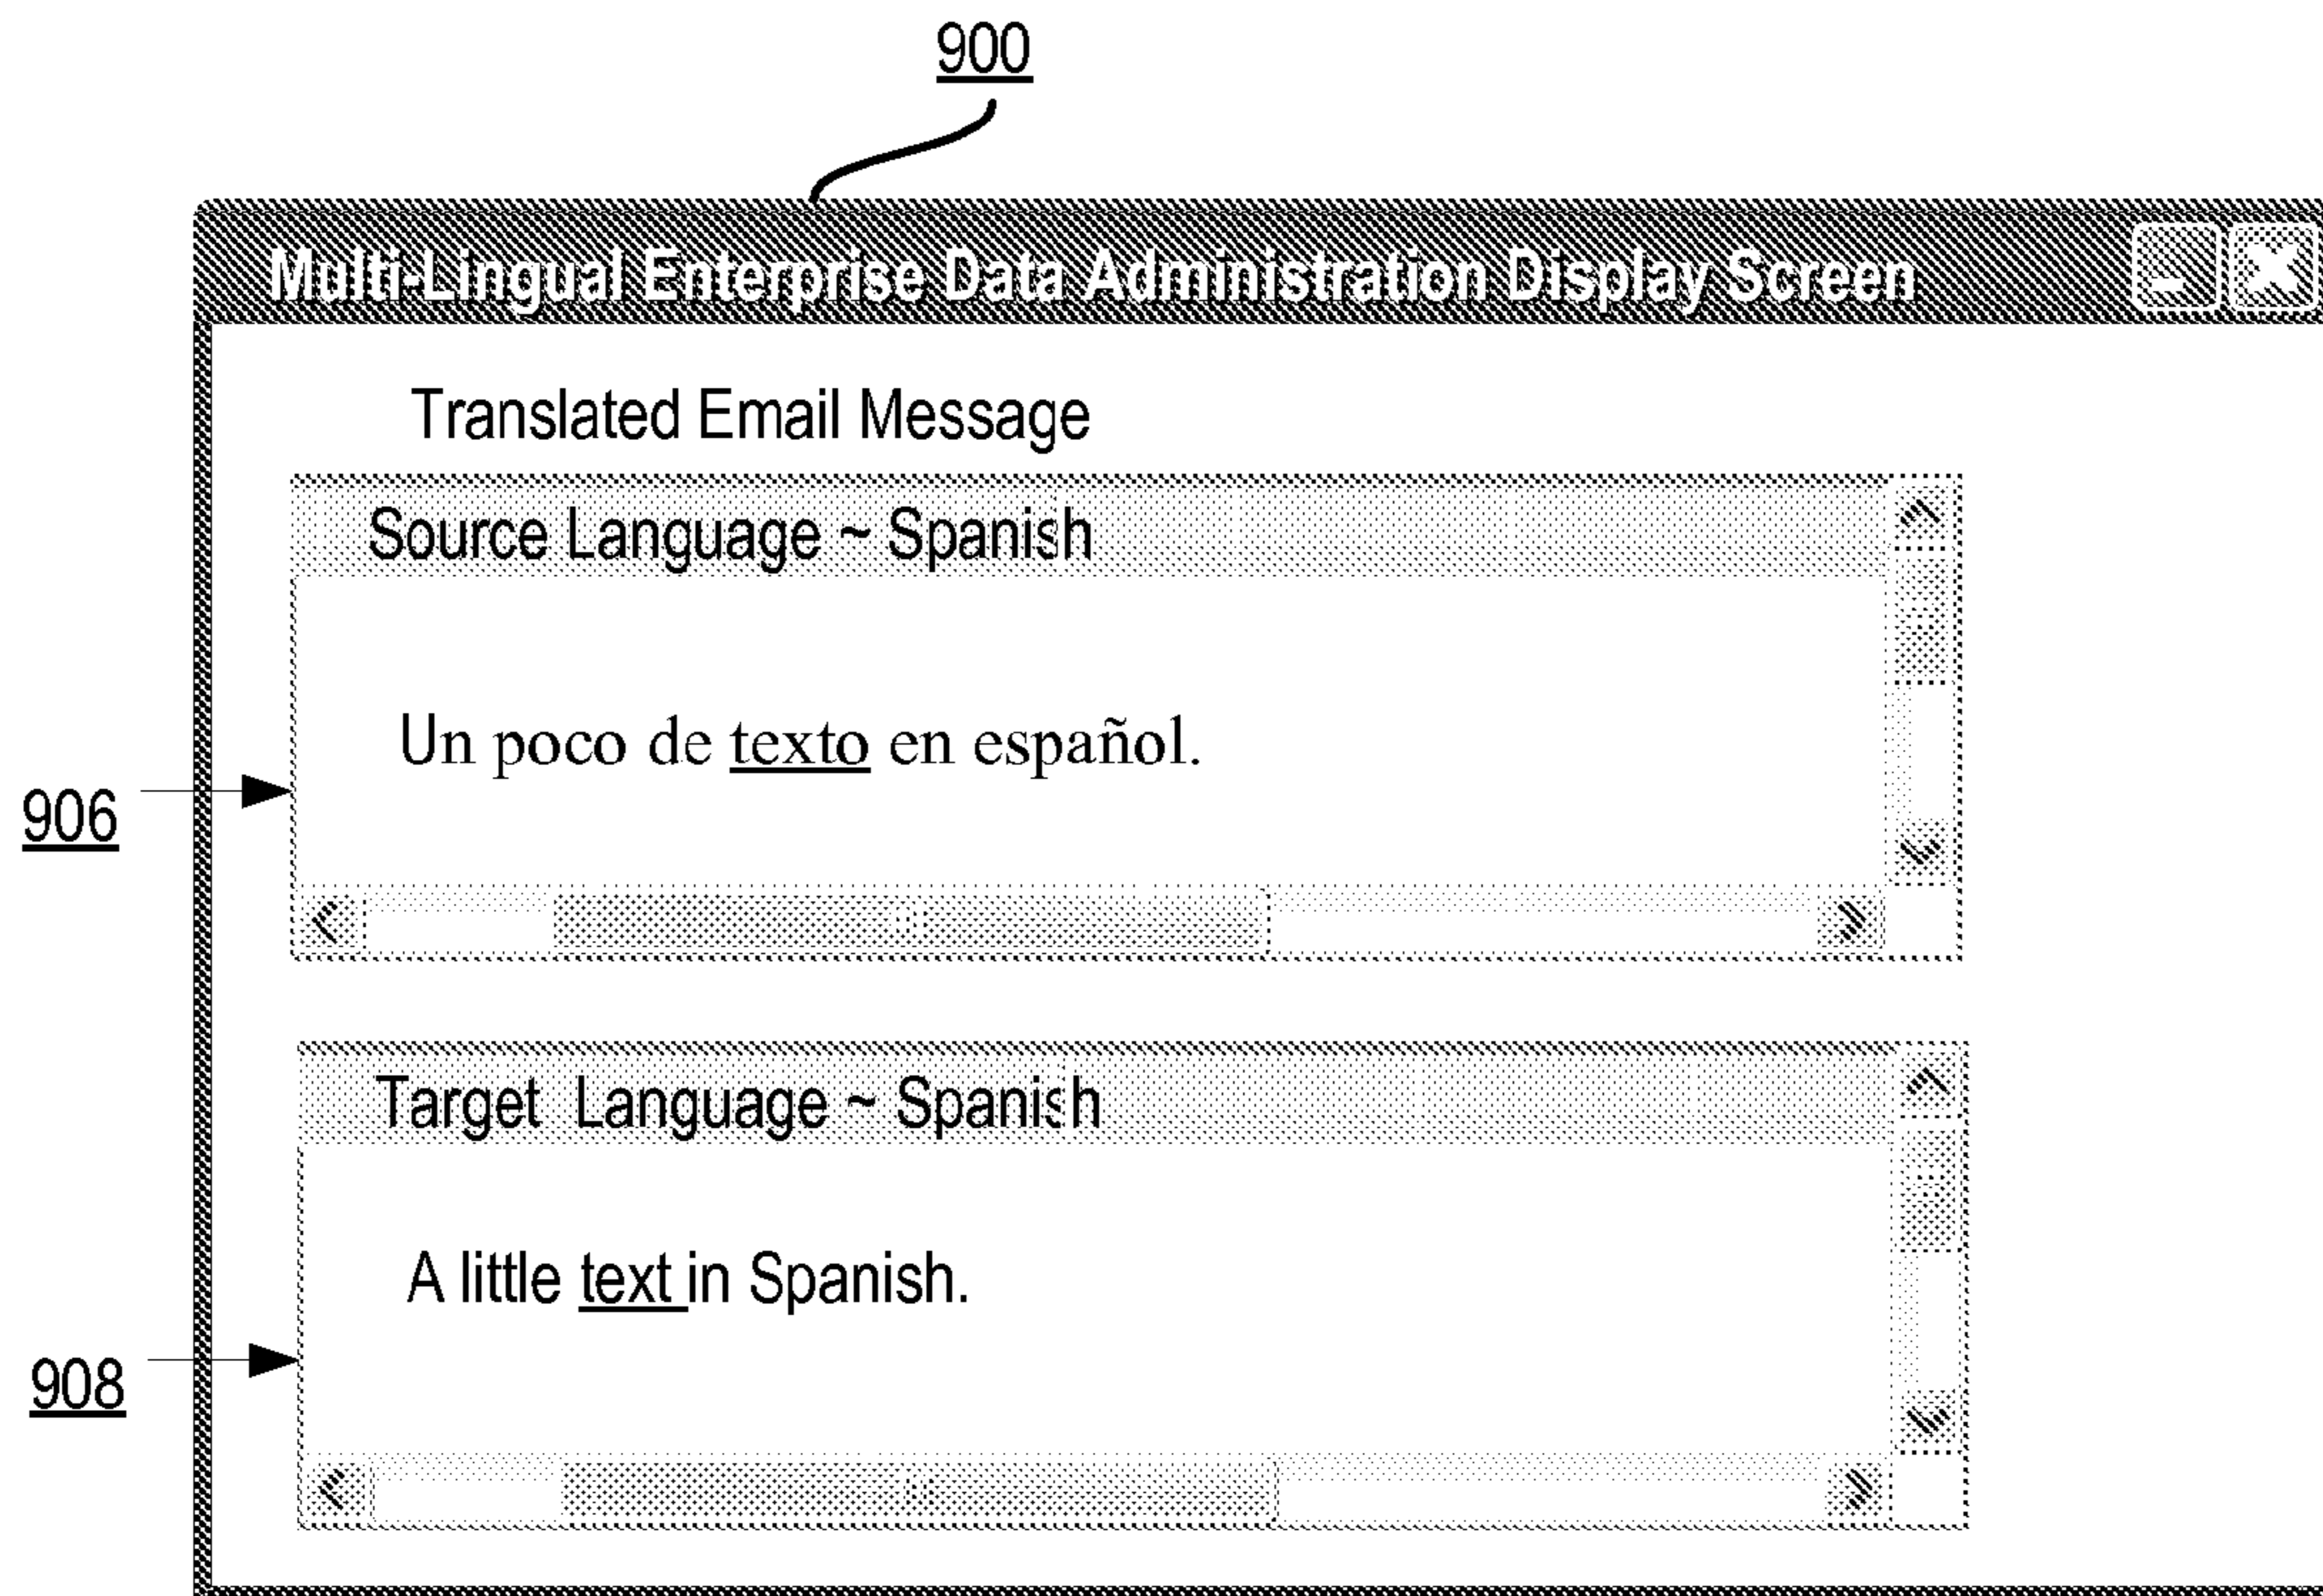 900
Multi-Lingual Enterprise Data Administration Display Screen
Translated Email Message
Source Language ~ Spanish
Un poco de texto en español.
906
Target Language ~ Spanish
A little text in Spanish.
908